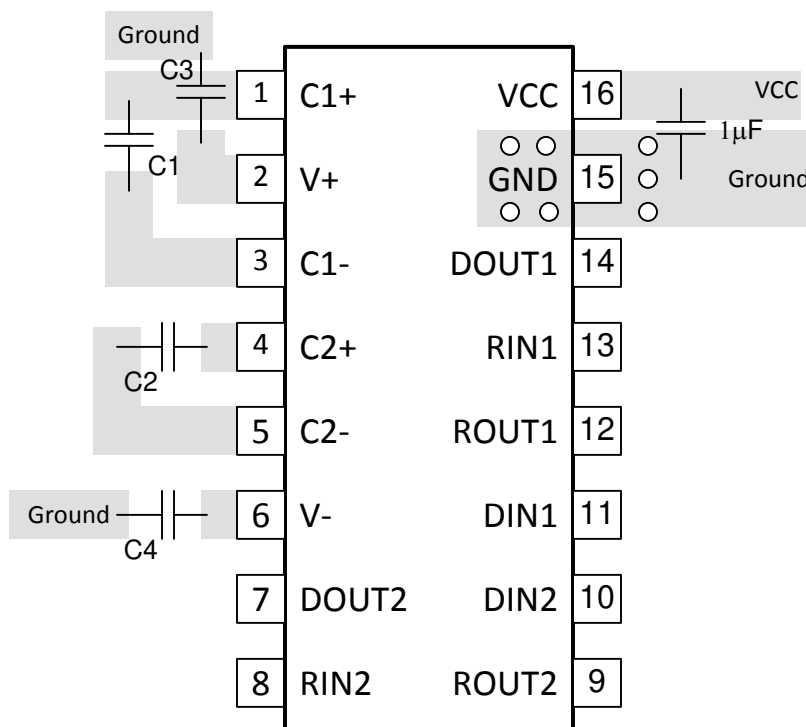 Ground
C3
1 C1+ VCC 16 VCC
C1
1µF
2 V+ GND 15 Ground
3 C1- DOUT1 14
4 C2+ RIN1 13
C2
5 C2- ROUT1 12
Ground 6 V- DIN1 11
C4
7 DOUT2 DIN2 10
8 RIN2 ROUT2 9